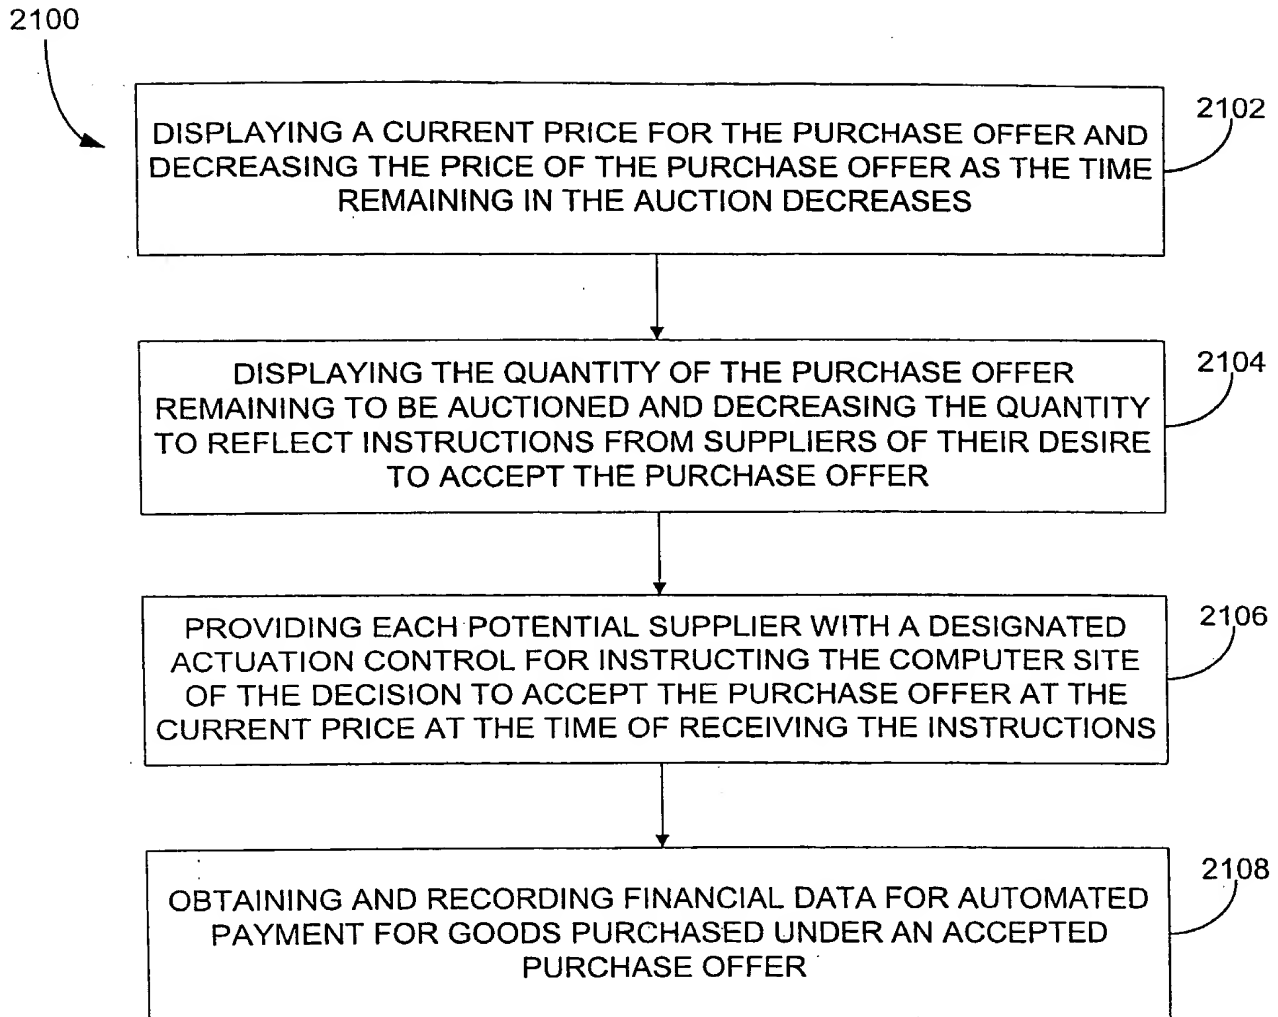 2100
2102
DISPLAYING A CURRENT PRICE FOR THE PURCHASE OFFER AND
DECREASING THE PRICE OF THE PURCHASE OFFER AS THE TIME
REMAINING IN THE AUCTION DECREASES
2104
DISPLAYING THE QUANTITY OF THE PURCHASE OFFER
REMAINING TO BE AUCTIONED AND DECREASING THE QUANTITY
TO REFLECT INSTRUCTIONS FROM SUPPLIERS OF THEIR DESIRE
TO ACCEPT THE PURCHASE OFFER
2106
PROVIDING EACH POTENTIAL SUPPLIER WITH A DESIGNATED
ACTUATION CONTROL FOR INSTRUCTING THE COMPUTER SITE
OF THE DECISION TO ACCEPT THE PURCHASE OFFER AT THE
CURRENT PRICE AT THE TIME OF RECEIVING THE INSTRUCTIONS
2108
OBTAINING AND RECORDING FINANCIAL DATA FOR AUTOMATED
PAYMENT FOR GOODS PURCHASED UNDER AN ACCEPTED
PURCHASE OFFER